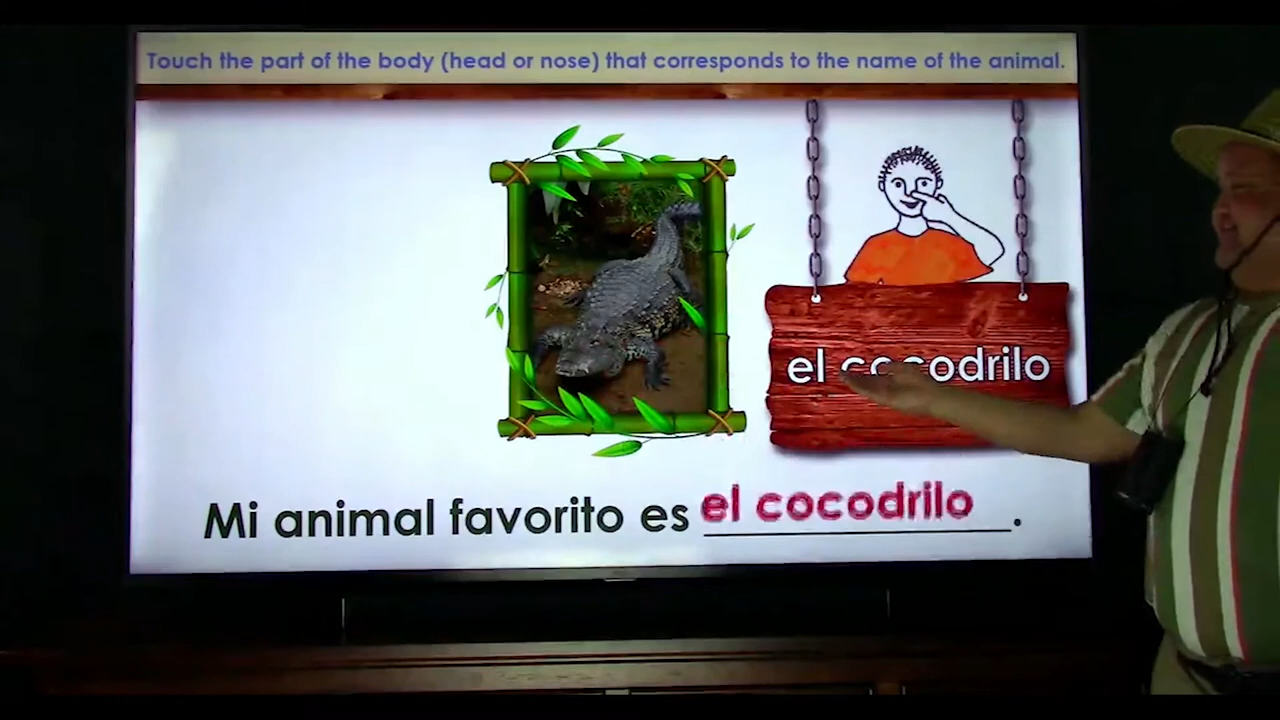 Touch the part of the body (head or nose) that corresponds to the name of the animal.
el cocodrilo
Mi animal favorito es el cocodrilo.